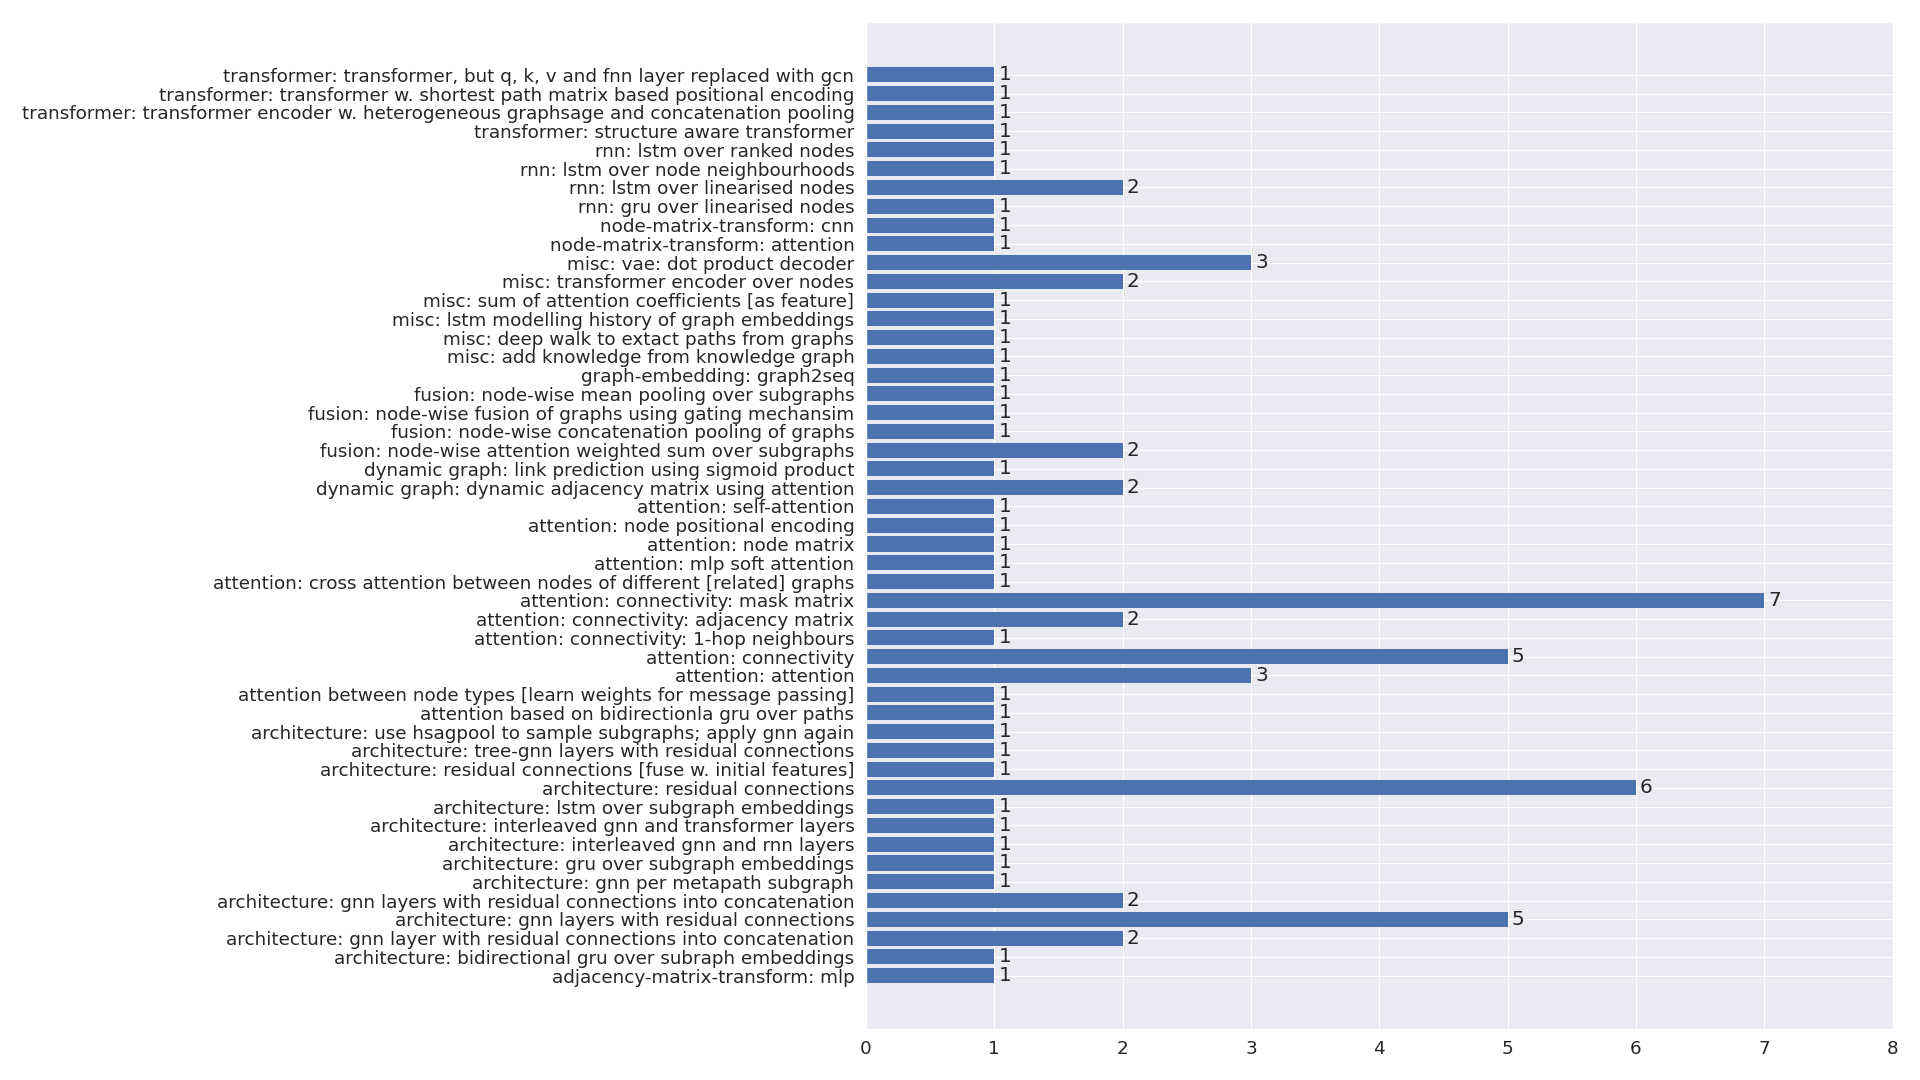 transformer: transformer, but q, k, v and fnn layer replaced with gcn 1
transformer: transformer w. shortest path matrix based positional encoding 1
transformer: transformer encoder w. heterogeneous graphsage and concatenation pooling 1
transformer: structure aware transformer 1
rnn: lstm over ranked nodes 1
rnn: lstm over node neighbourhoods 1
rnn: lstm over linearised nodes 2
rnn: gru over linearised nodes 1
node-matrix-transform: cnn 1
node-matrix-transform: attention 1
misc: vae: dot product decoder 3
misc: transformer encoder over nodes 2
misc: sum of attention coefficients [as feature] 1
misc: lstm modelling history of graph embeddings 1
misc: deep walk to extact paths from graphs 1
misc: add knowledge from knowledge graph 1
graph-embedding: graph2seq 1
fusion: node-wise mean pooling over subgraphs 1
fusion: node-wise fusion of graphs using gating mechansim 1
fusion: node-wise concatenation pooling of graphs 1
fusion: node-wise attention weighted sum over subgraphs 2
dynamic graph: link prediction using sigmoid product 1
dynamic graph: dynamic adjacency matrix using attention 2
attention: self-attention 1
attention: node positional encoding 1
attention: node matrix 1
attention: mlp soft attention 1
attention: cross attention between nodes of different [related] graphs 1
attention: connectivity: mask matrix 7
attention: connectivity: adjacency matrix 2
attention: connectivity: 1-hop neighbours 1
attention: connectivity 5
attention: attention 3
attention between node types [learn weights for message passing] 1
attention based on bidirectionla gru over paths 1
architecture: use hsagpool to sample subgraphs; apply gnn again 1
architecture: tree-gnn layers with residual connections 1
architecture: residual connections [fuse w. initial features] 1
architecture: residual connections 6
architecture: lstm over subgraph embeddings 1
architecture: interleaved gnn and transformer layers 1
architecture: interleaved gnn and rnn layers 1
architecture: gru over subgraph embeddings 1
architecture: gnn per metapath subgraph 1
architecture: gnn layers with residual connections into concatenation 2
architecture: gnn layers with residual connections 5
architecture: gnn layer with residual connections into concatenation 2
architecture: bidirectional gru over subraph embeddings 1
adjacency-matrix-transform: mlp 1
0 1 2 3 4 5 6 7 8